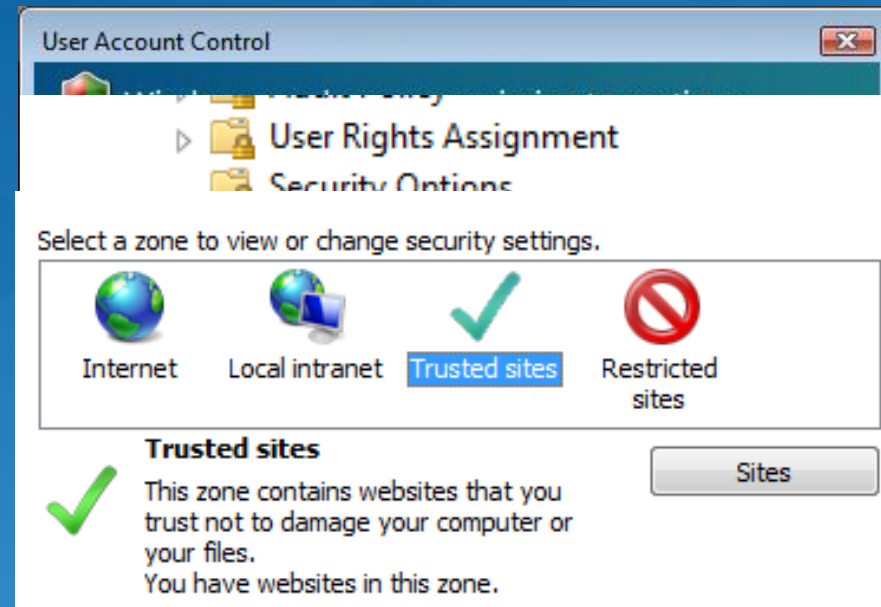 User Account Control
User Rights Assignment
Security Options
Select a zone to view or change security settings.
Internet
Local intranet
Trusted sites
Restricted
sites
Trusted sites
Sites
This zone contains websites that you
trust not to damage your computer or
your files.
You have websites in this zone.